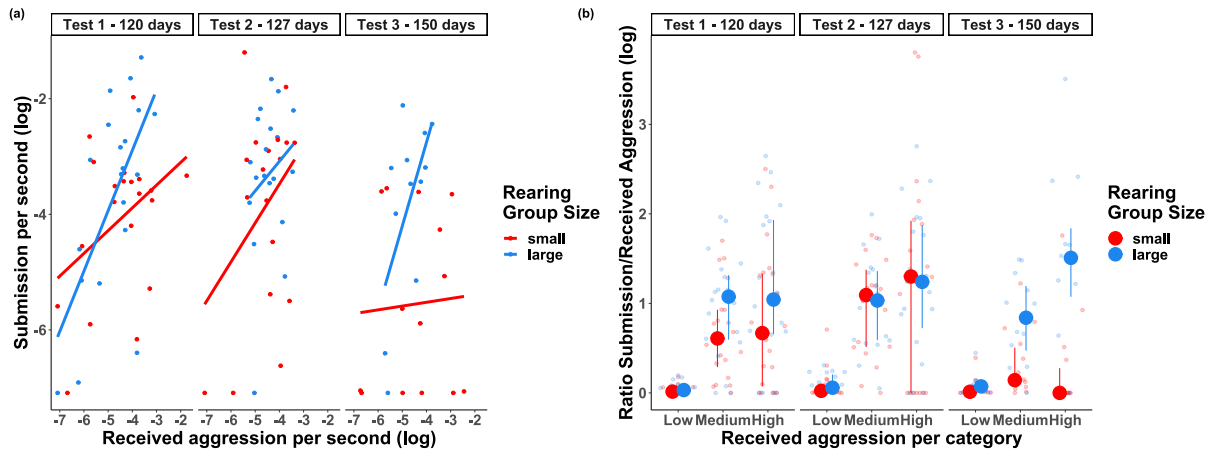 (a)
Test 1 - 120 days Test 2 - 127 days Test 3 - 150 days
Submission per second (log)
-2
-4
-6
-7 -6 -5 -4 -3 -2 -7 -6 -5 -4 -3 -2 -7 -6 -5 -4 -3 -2
Received aggression per second (log)
Rearing
Group Size
small
large
(b)
Test 1 - 120 days Test 2 - 127 days Test 3 - 150 days
Ratio Submission/Received Aggression (log)
3
2
1
0
Low Medium High Low Medium High Low Medium High
Received aggression per category
Rearing
Group Size
small
large